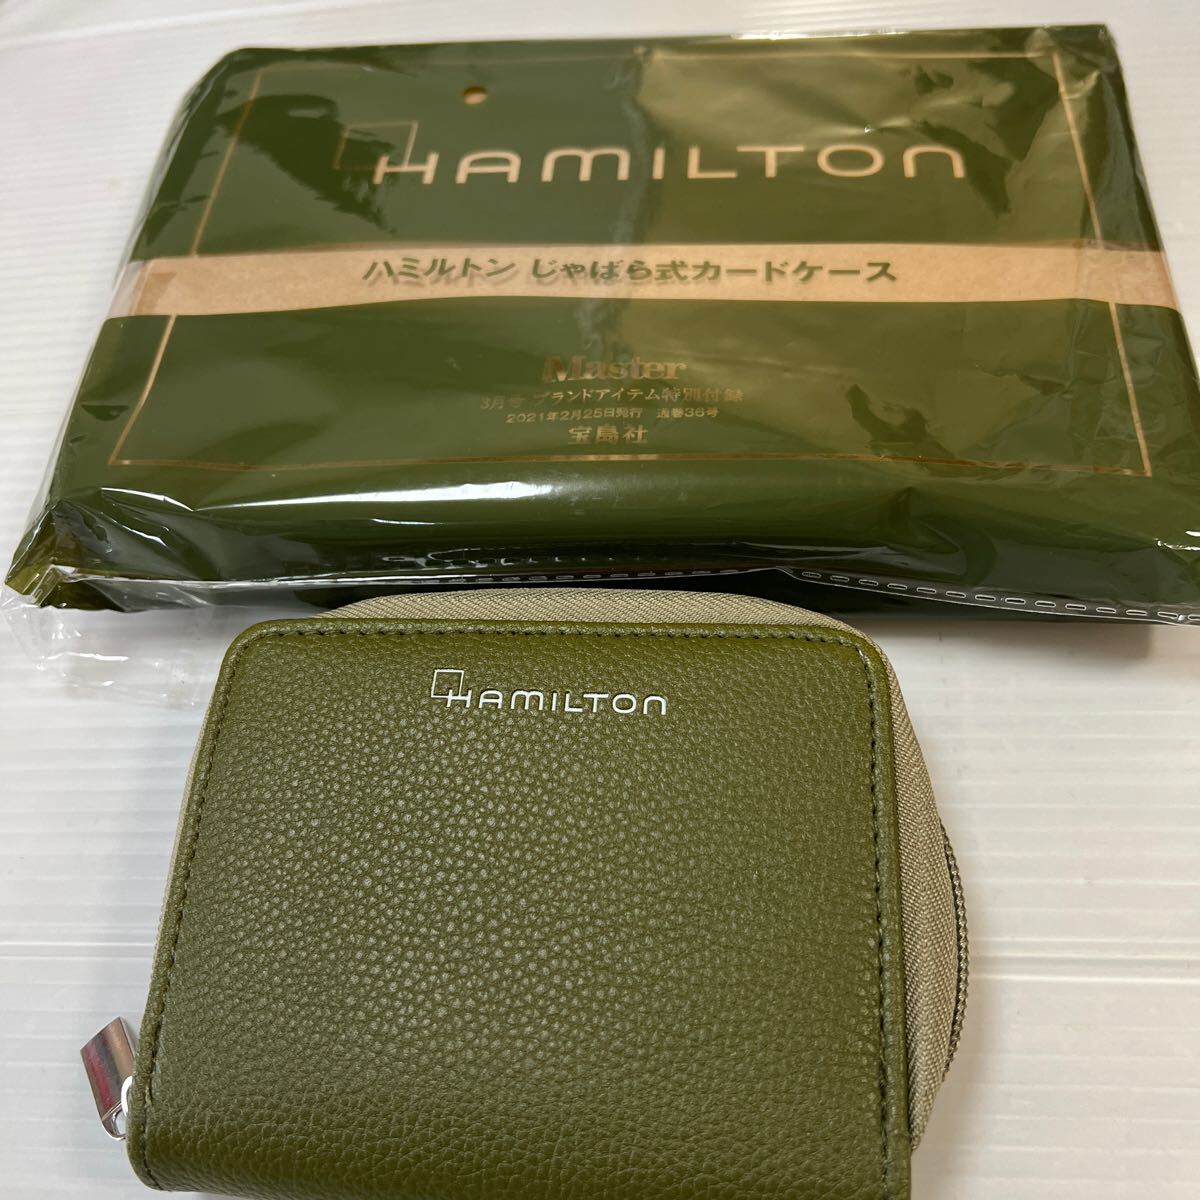 HAMILTON
ハミルトン じゃばら式カードケース
Master
3月号 ブランドアイテム特別付録
2021年2月25日発行 通巻36号
宝島社
HAMILTON